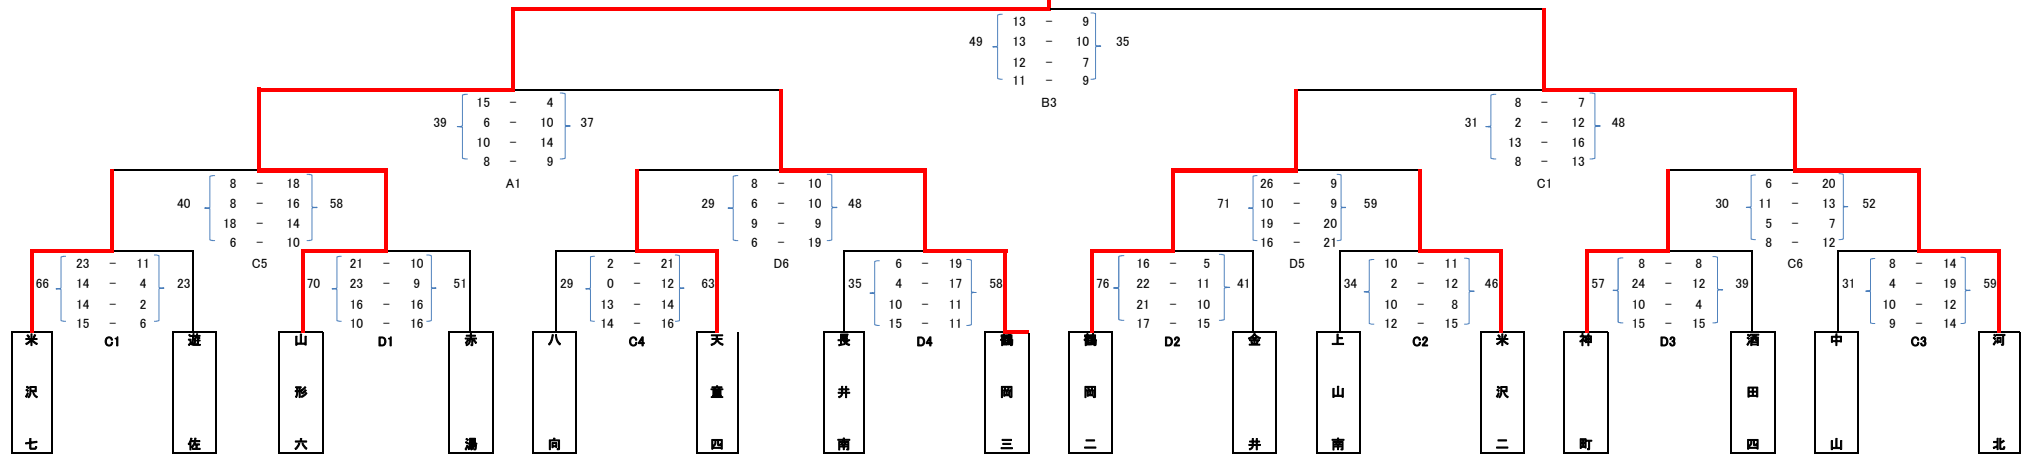 13 - 9
49 13 - 10 35
12 - 7
11 - 9
B3
15 - 4
39 6 - 10 37
10 - 14
8 - 9
A1
8 - 7
31 2 - 12 48
13 - 16
8 - 13
C1
8 - 18
40 8 - 16 58
18 - 14
6 - 10
C5
8 - 10
29 6 - 10 48
9 - 9
6 - 19
D6
26 - 9
71 10 - 9 59
19 - 20
16 - 21
D5
6 - 20
30 11 - 13 52
5 - 7
8 - 12
C6
23 - 11
66 14 - 4 23
14 - 2
15 - 6
C1
21 - 10
70 23 - 9 51
16 - 16
10 - 16
D1
2 - 21
29 0 - 12 63
13 - 14
14 - 16
C4
6 - 19
35 4 - 17 58
10 - 11
15 - 11
D4
16 - 5
76 22 - 11 41
21 - 10
17 - 15
D2
10 - 11
34 2 - 12 46
10 - 8
12 - 15
C2
8 - 8
57 24 - 12 39
10 - 4
15 - 15
D3
8 - 14
31 4 - 19 59
10 - 12
9 - 14
C3
米沢七
遊佐
山形六
赤湯
八向
天童四
長井南
鶴岡三
鶴岡二
金井
上山南
米沢二
神町
酒田四
中山
河北